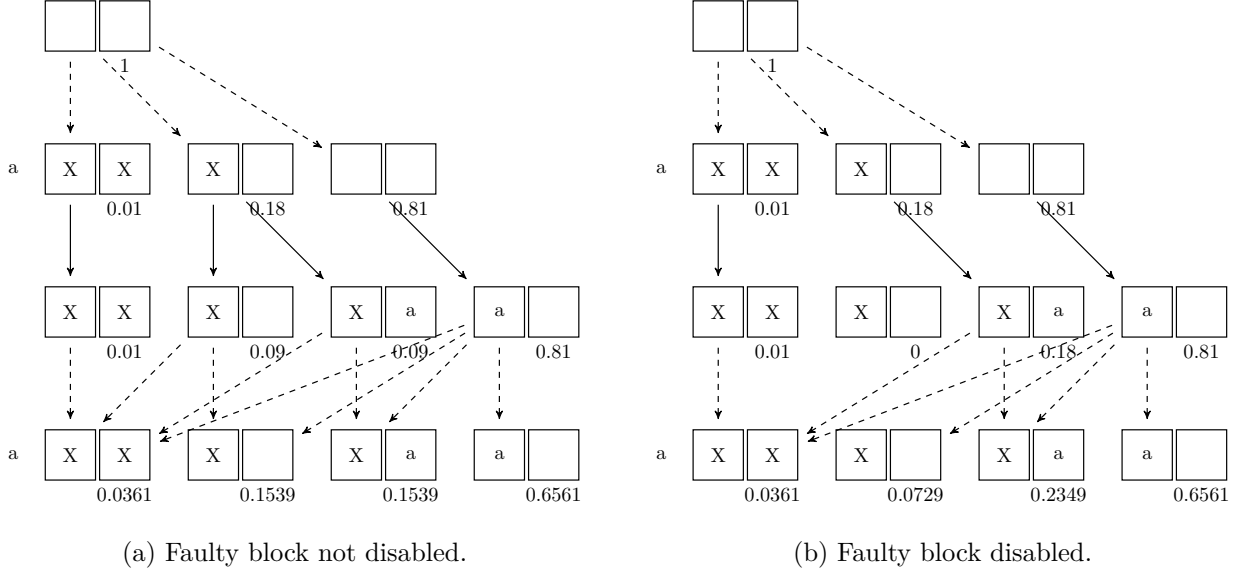 1 1
a X X X a X X X
0.01 0.18 0.81 0.01 0.18 0.81
X X X X a a X X X X a a
0.01 0.09 0.09 0.81 0.01 0 0.18 0.81
a X X X X a a a X X X X a a
0.0361 0.1539 0.1539 0.6561 0.0361 0.0729 0.2349 0.6561
(a) Faulty block not disabled. (b) Faulty block disabled.